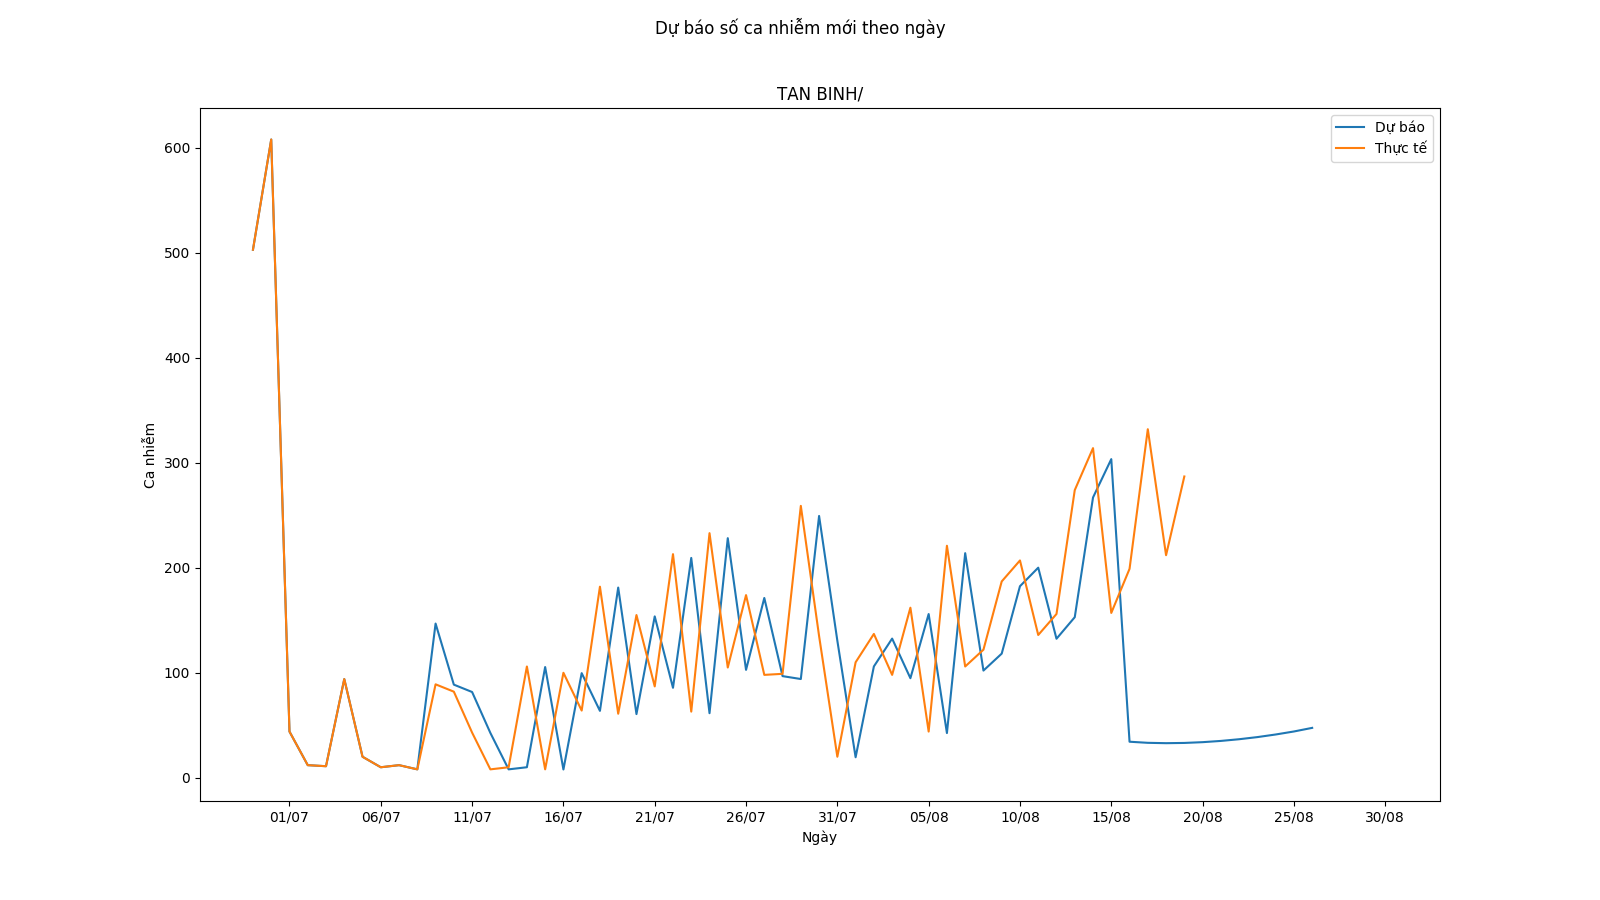 Dự báo số ca nhiễm mới theo ngày
TAN BINH/
Dự báo
Thực tế
600
500
400
300
200
100
0
Ca nhiễm
01/07 06/07 11/07 16/07 21/07 26/07 31/07 05/08 10/08 15/08 20/08 25/08 30/08
Ngày